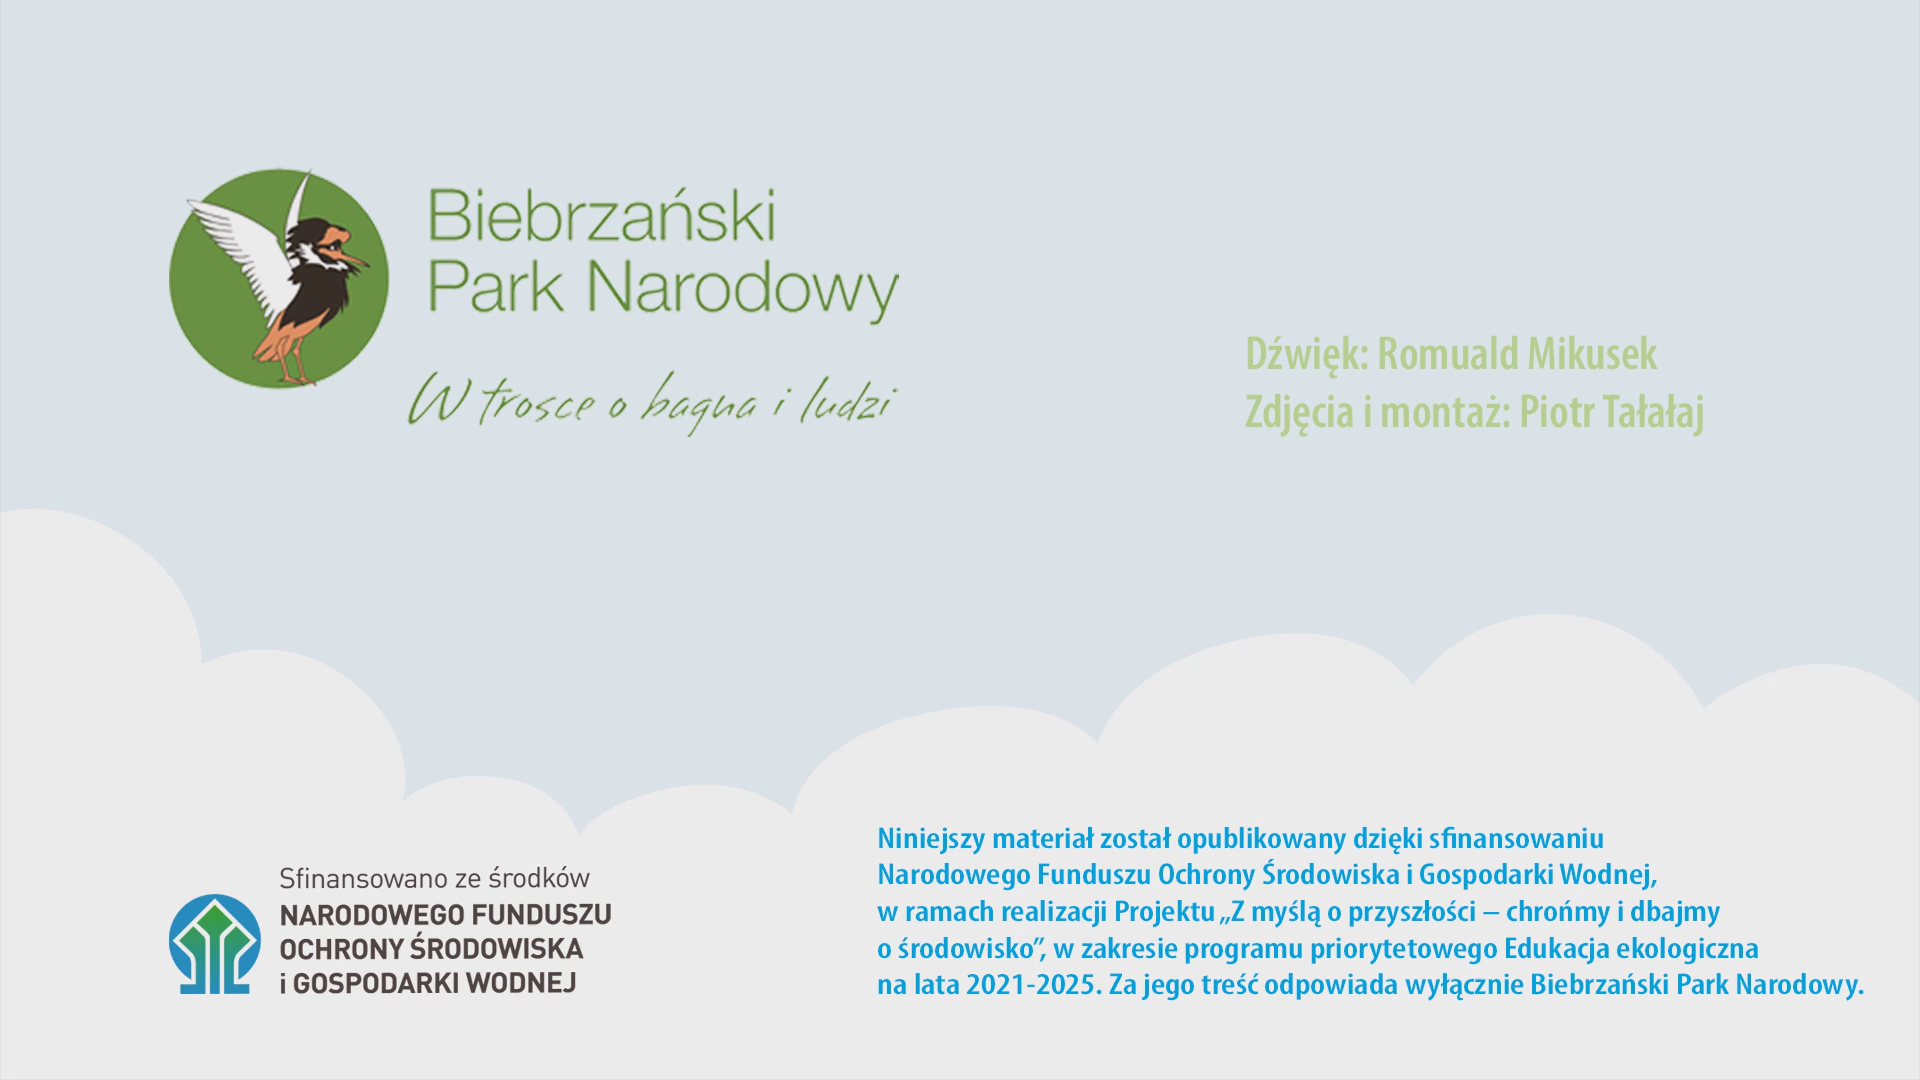 Biebrzański
Park Narodowy
W trosce o bagna i ludzi
Dźwięk: Romuald Mikusek
Zdjęcia i montaż: Piotr Tałałaj
Sfinansowano ze środków
NARODOWEGO FUNDUSZU
OCHRONY ŚRODOWISKA
i GOSPODARKI WODNEJ
Niniejszy materiał został opublikowany dzięki sfinansowaniu
Narodowego Funduszu Ochrony Środowiska i Gospodarki Wodnej,
w ramach realizacji Projektu „Z myślą o przyszłości – chrońmy i dbajmy
o środowisko”, w zakresie programu priorytetowego Edukacja ekologiczna
na lata 2021-2025. Za jego treść odpowiada wyłącznie Biebrzański Park Narodowy.